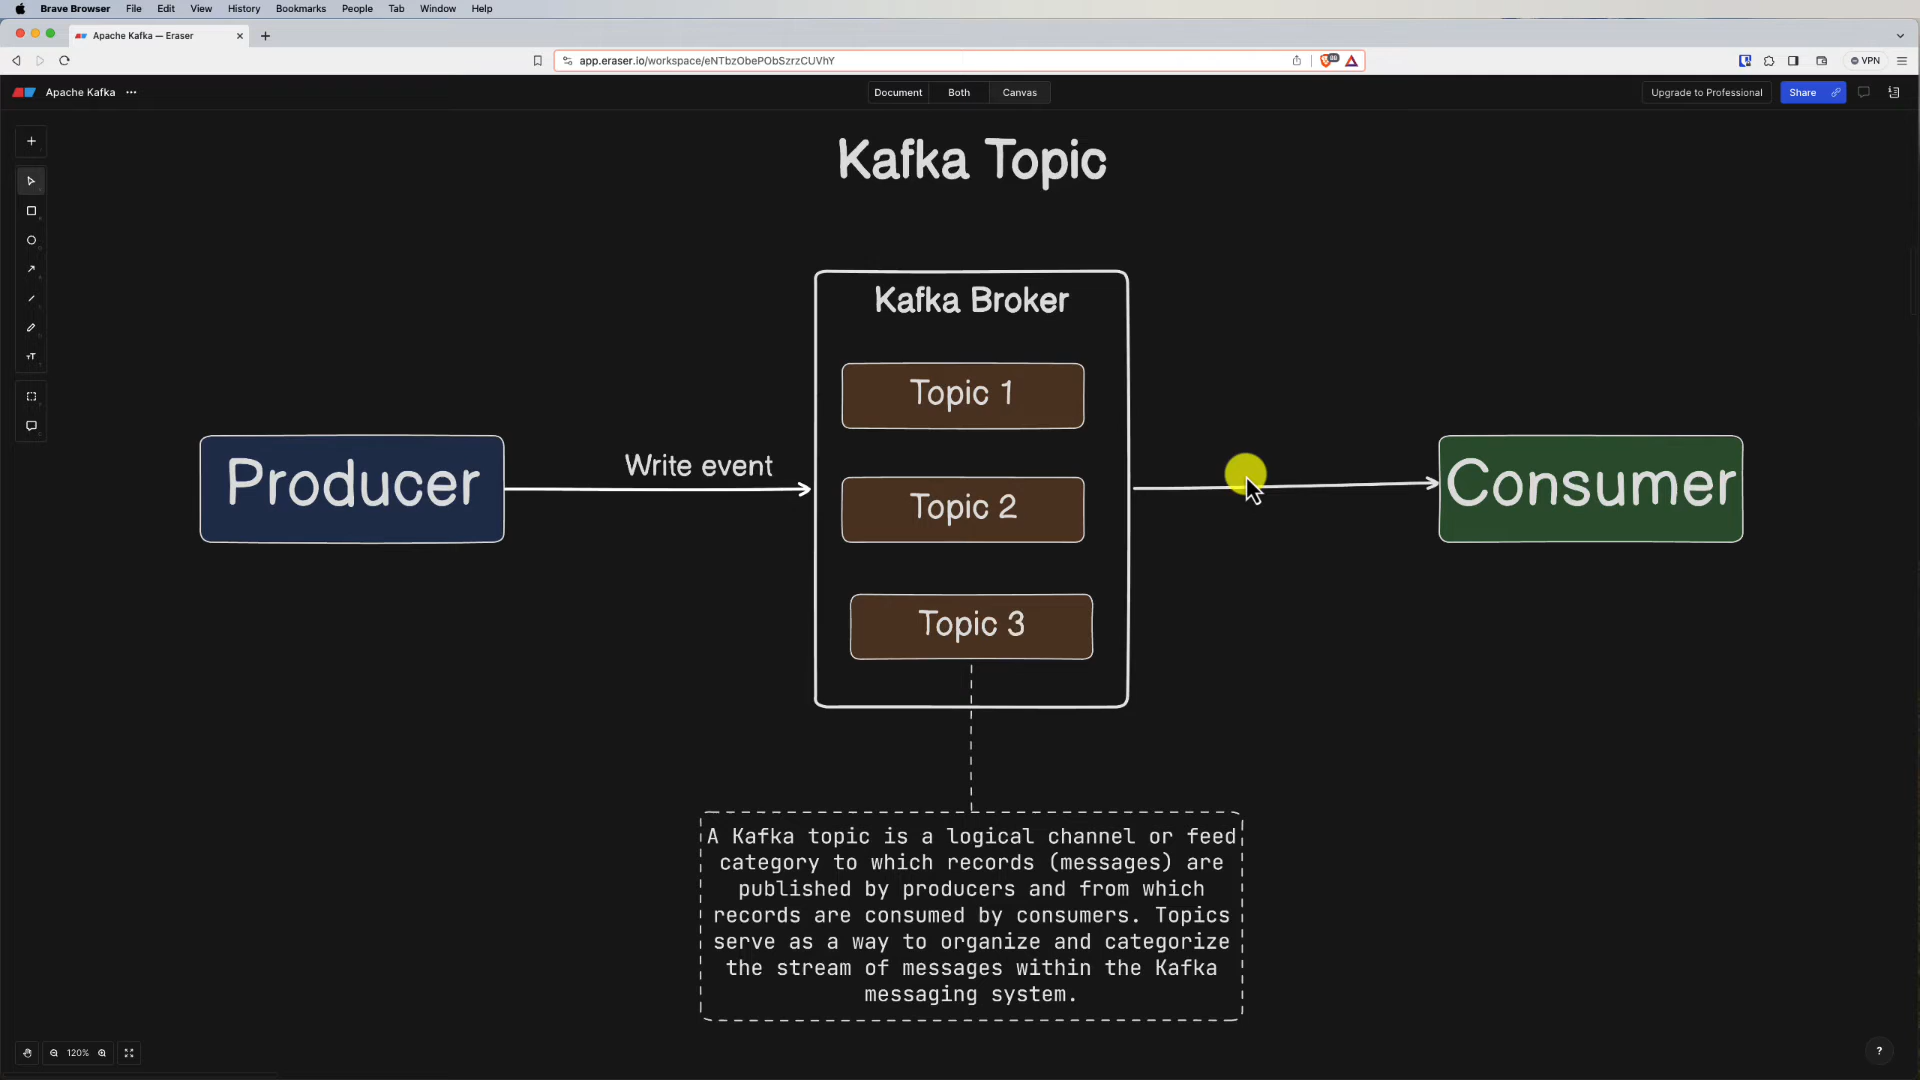 Brave Browser File Edit View History Bookmarks People Tab Window Help
Apache Kafka — Eraser
app.eraser.io/workspace/eNTbzObePObSzrzCUVhY
VPN
Apache Kafka
Document Both Canvas
Upgrade to Professional
Share
Kafka Topic
Kafka Broker
Topic 1
Producer
Write event
Topic 2
Consumer
Topic 3
A Kafka topic is a logical channel or feed
category to which records (messages) are
published by producers and from which
records are consumed by consumers. Topics
serve as a way to organize and categorize
the stream of messages within the Kafka
messaging system.
120%
?